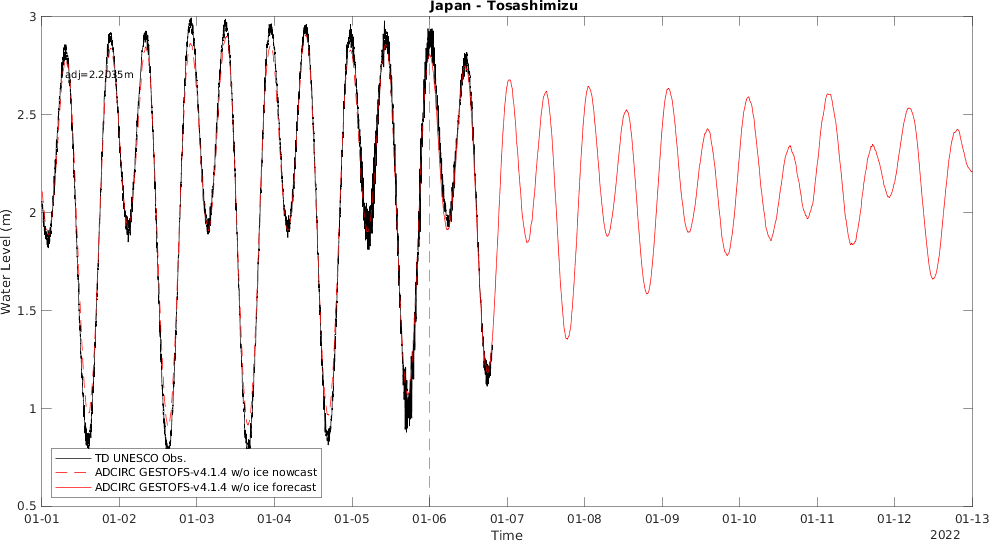 Japan - Tosashimizu
3
adj=2.2035m
2.5
2
Water Level (m)
1.5
1
TD UNESCO Obs.
ADCIRC GESTOFS-v4.1.4 w/o ice nowcast
ADCIRC GESTOFS-v4.1.4 w/o ice forecast
0.5
01-01 01-02 01-03 01-04 01-05 01-06 01-07 01-08 01-09 01-10 01-11 01-12 01-13
Time
2022